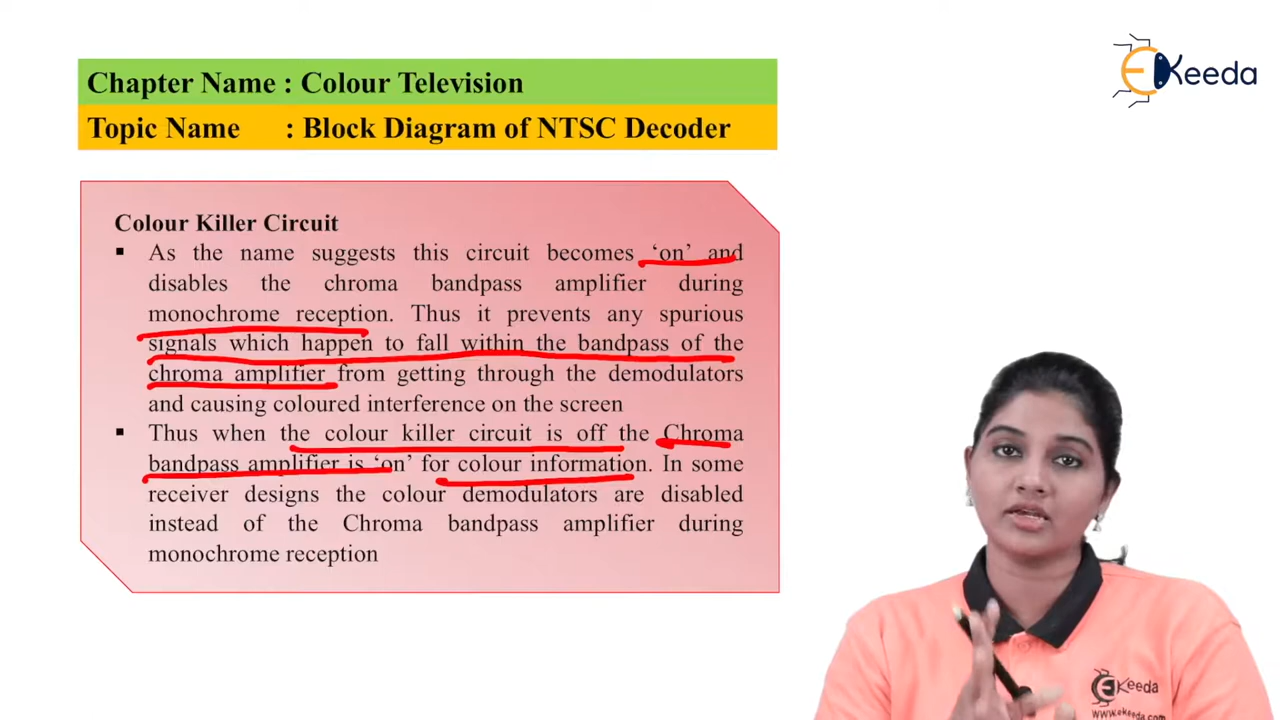 Chapter Name : Colour Television
Topic Name : Block Diagram of NTSC Decoder
EKeeda
Colour Killer Circuit
▪ As the name suggests this circuit becomes ‘on’ and
disables the chroma bandpass amplifier during
monochrome reception. Thus it prevents any spurious
signals which happen to fall within the bandpass of the
chroma amplifier from getting through the demodulators
and causing coloured interference on the screen
▪ Thus when the colour killer circuit is off the Chroma
bandpass amplifier is ‘on’ for colour information. In some
receiver designs the colour demodulators are disabled
instead of the Chroma bandpass amplifier during
monochrome reception
EKeeda
www.ekeeda.com